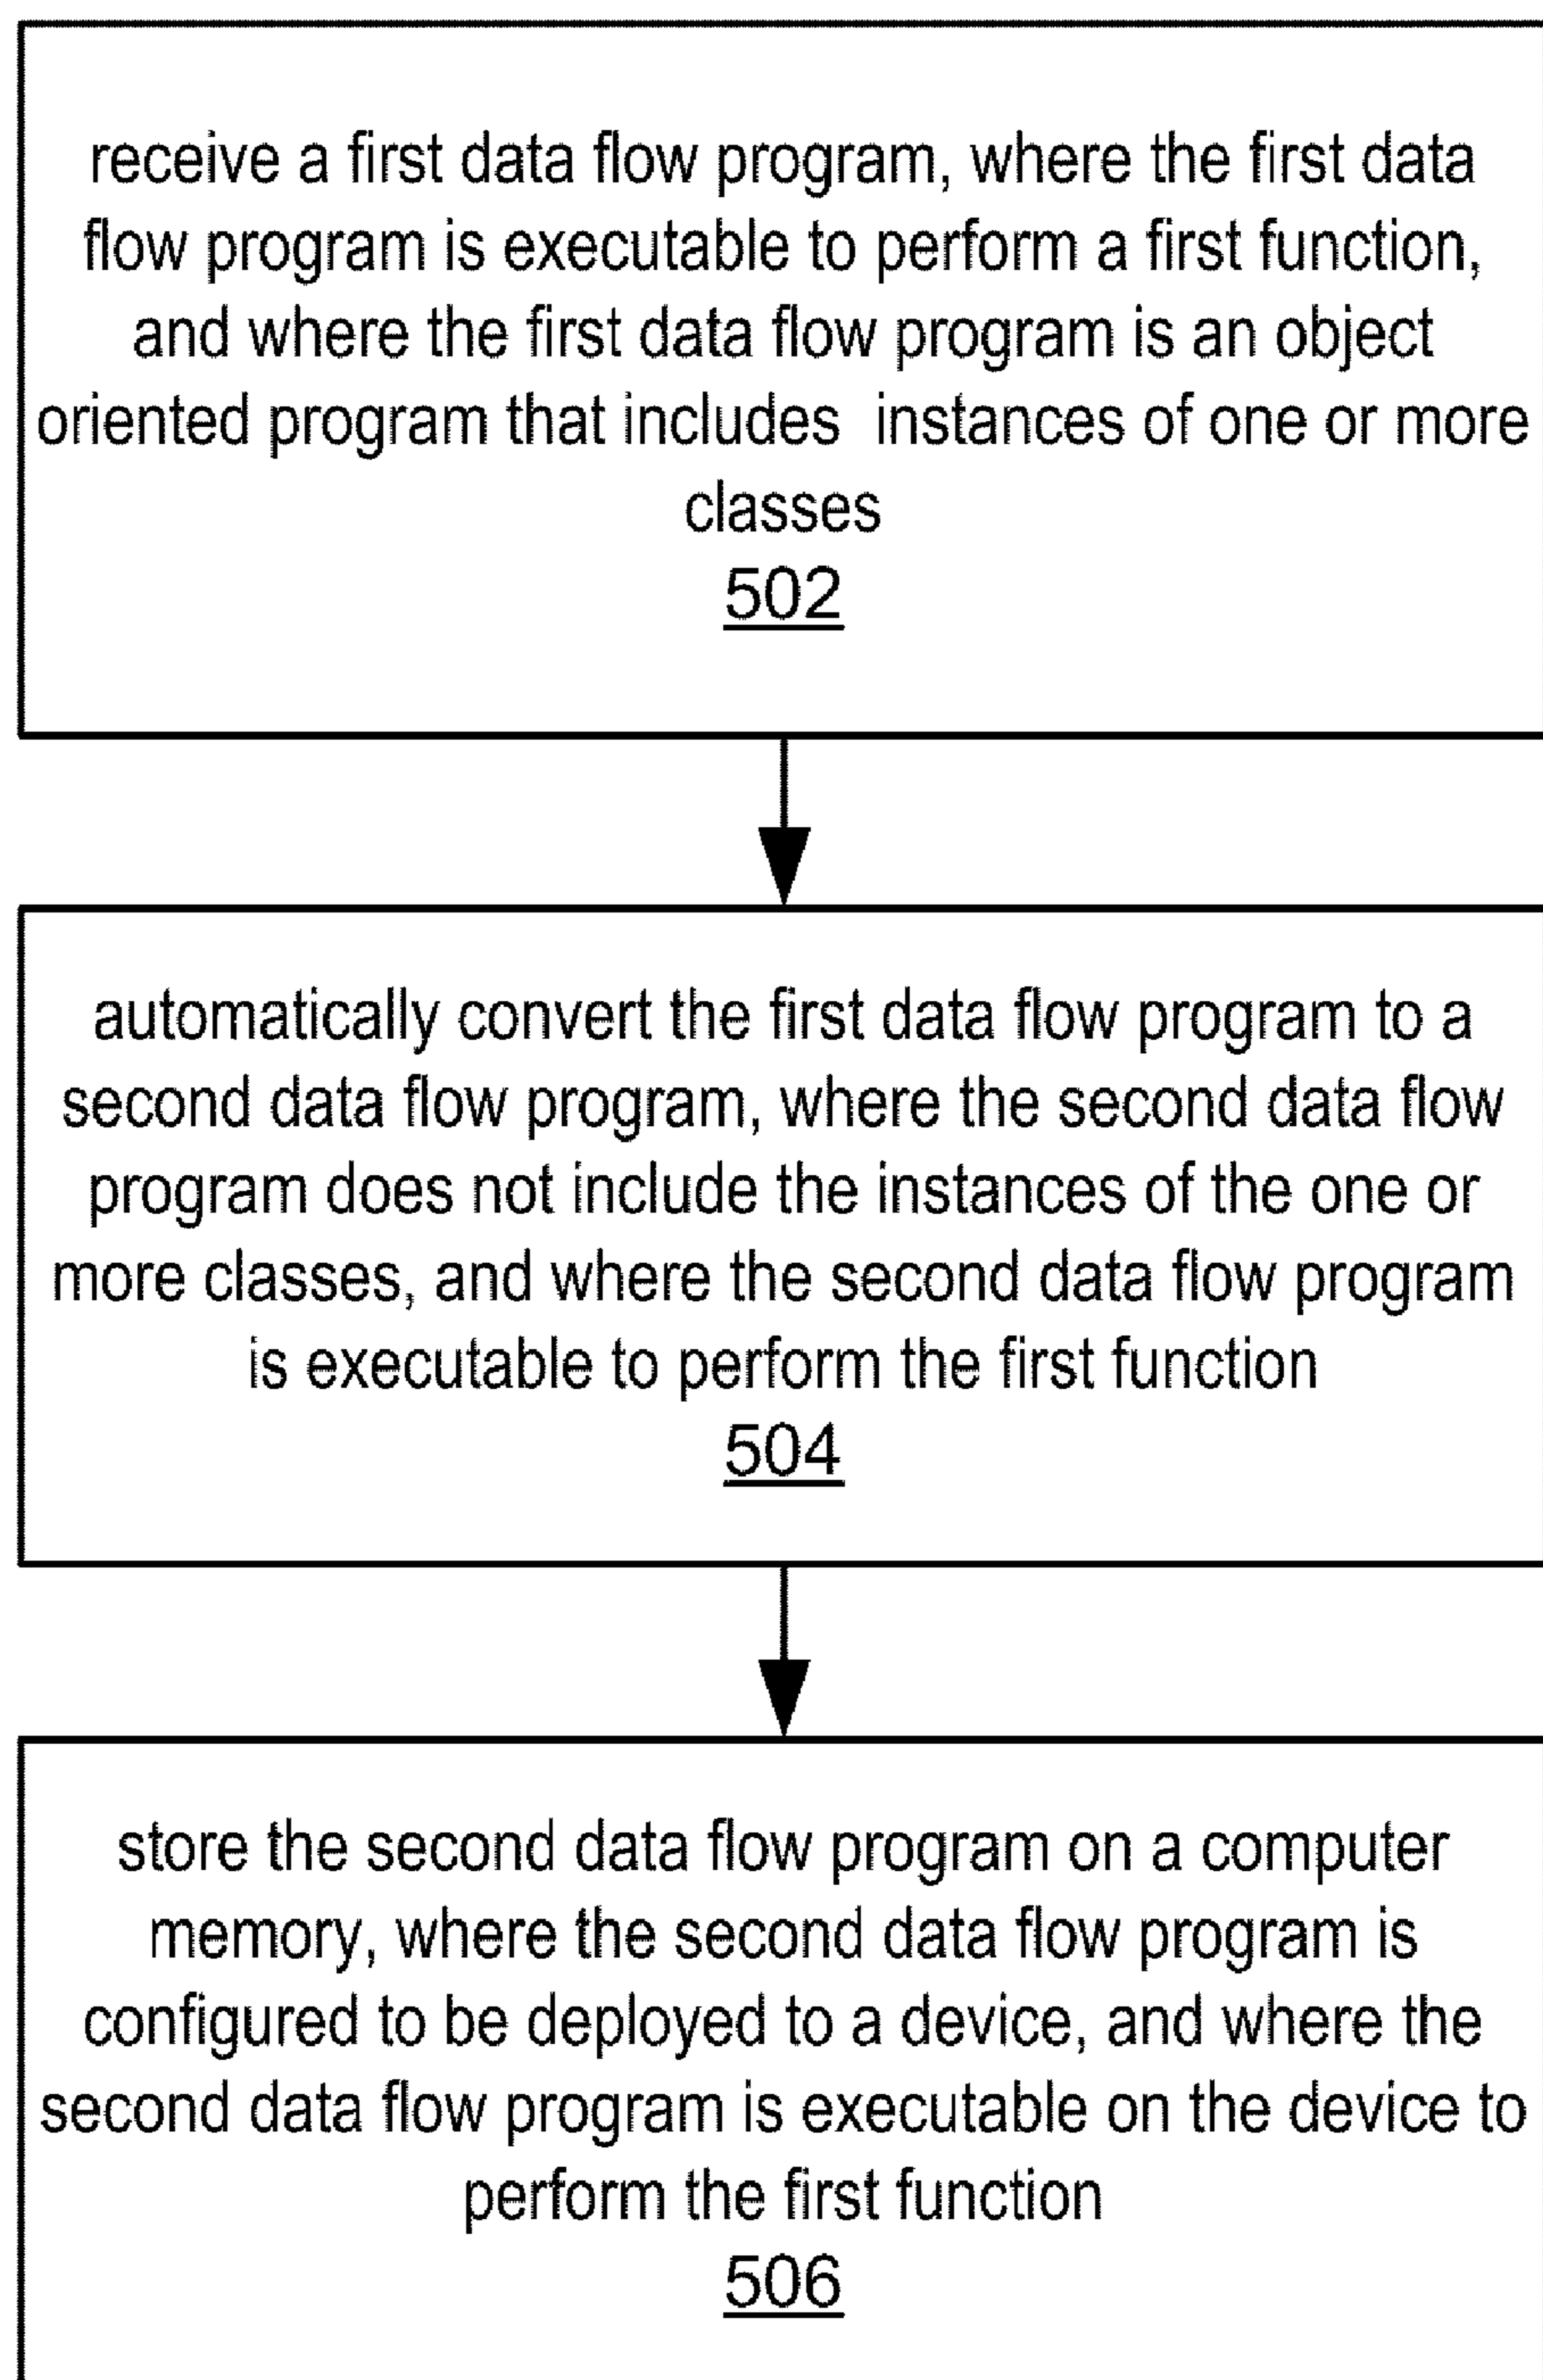 receive a first data flow program, where the first data
flow program is executable to perform a first function,
and where the first data flow program is an object
oriented program that includes instances of one or more
classes
502
automatically convert the first data flow program to a
second data flow program, where the second data flow
program does not include the instances of the one or
more classes, and where the second data flow program
is executable to perform the first function
504
store the second data flow program on a computer
memory, where the second data flow program is
configured to be deployed to a device, and where the
second data flow program is executable on the device to
perform the first function
506